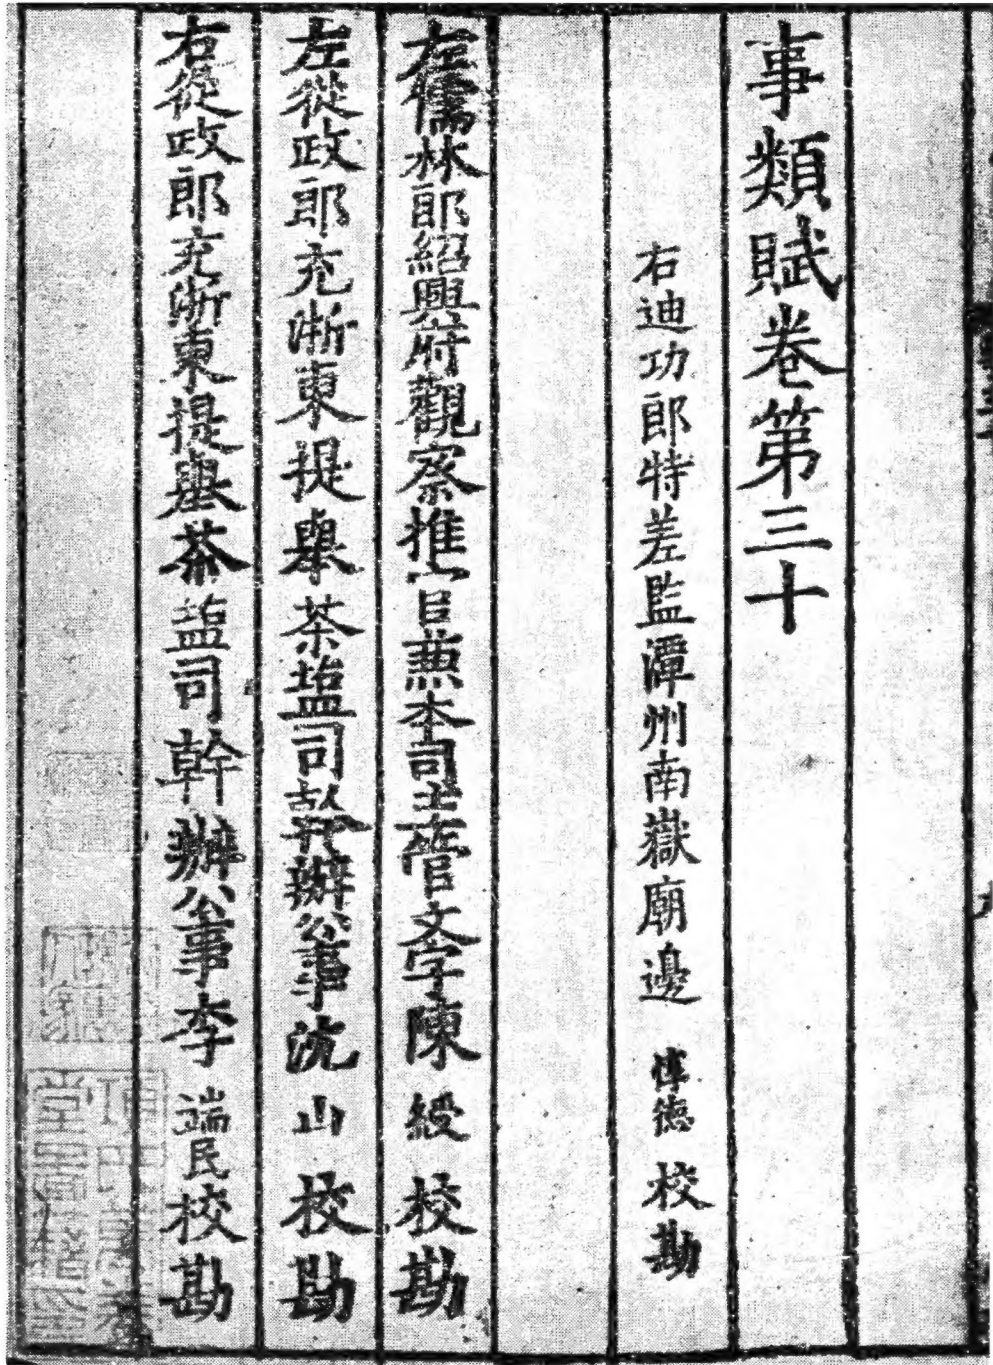 事類賦卷第三十
右迪功郎特差監潭州南嶽廟邊 惇德 校勘
左儒林郎紹興府觀察推官兼本司主管文字陳 綬 校勘
左從政郎充浙東提舉茶塩司幹辦公事沈 山 校勘
右從政郎充浙東提舉茶塩司幹辦公事李 端民 校勘